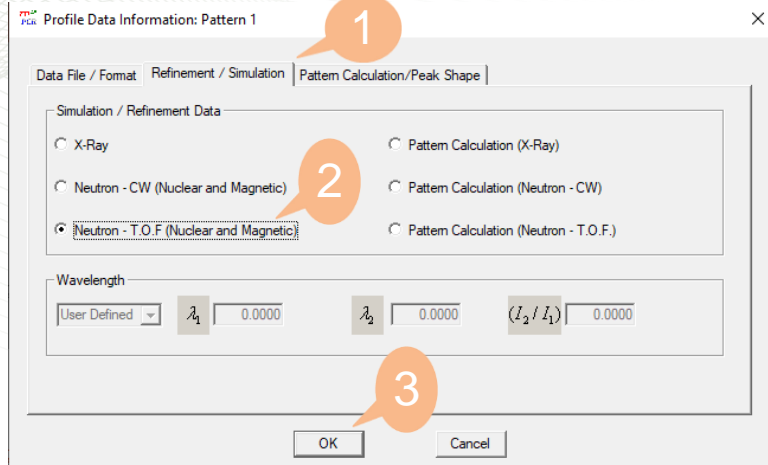 Profile Data Information: Pattern 1
1
Data File / Format Refinement / Simulation Pattern Calculation/Peak Shape
Simulation / Refinement Data
X-Ray Pattern Calculation (X-Ray)
2
Neutron - CW (Nuclear and Magnetic) Pattern Calculation (Neutron - CW)
Neutron - T.O.F (Nuclear and Magnetic) Pattern Calculation (Neutron - T.O.F.)
Wavelength
User Defined λ1 0.0000 λ2 0.0000 (I2 / I1) 0.0000
3
OK Cancel